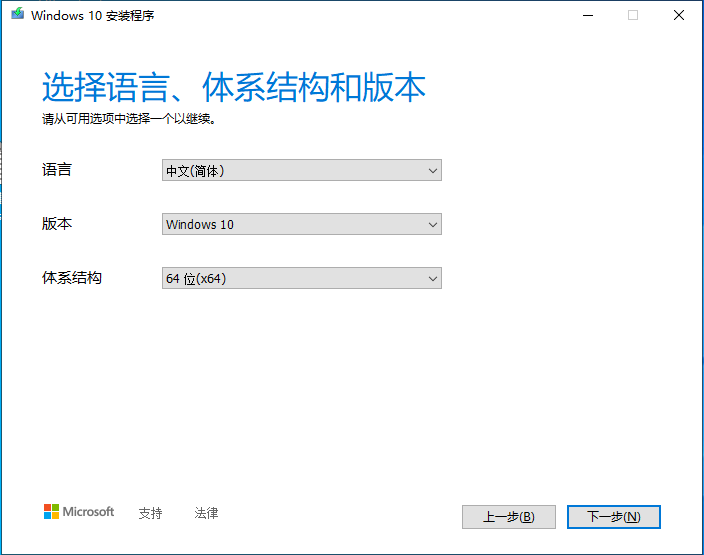 Windows 10 安装程序
选择语言、体系结构和版本
请从可用选项中选择一个以继续。
语言 中文(简体)
版本 Windows 10
体系结构 64 位(x64)
Microsoft 支持 法律 上一步(B) 下一步(N)